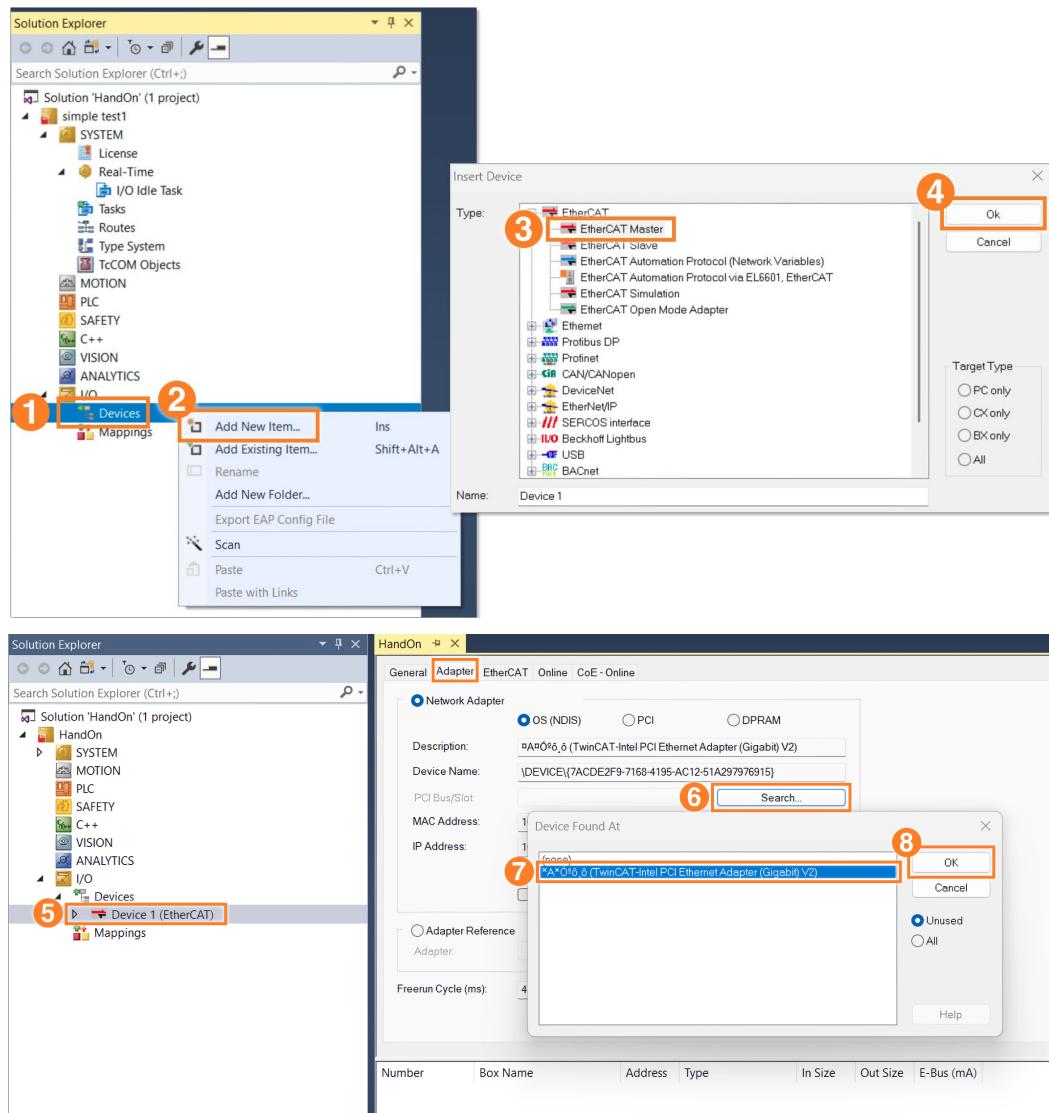 Solution Explorer
Search Solution Explorer (Ctrl+;)
Solution 'HandOn' (1 project)
simple test1
SYSTEM
License
Real-Time
I/O Idle Task
Tasks
Routes
Type System
TcCOM Objects
MOTION
PLC
SAFETY
C++
VISION
ANALYTICS
I/O
1 Devices
Mappings
2 Add New Item... Ins
Add Existing Item... Shift+Alt+A
Rename
Add New Folder...
Export EAP Config File
Scan
Paste Ctrl+V
Paste with Links
Insert Device
Type:
EtherCAT
3 EtherCAT Master
EtherCAT Slave
EtherCAT Automation Protocol (Network Variables)
EtherCAT Automation Protocol via EL6601, EtherCAT
EtherCAT Simulation
EtherCAT Open Mode Adapter
Ethernet
Profibus DP
Profinet
CAN/CANopen
DeviceNet
EtherNet/IP
SERCOS interface
Beckhoff Lightbus
USB
BACnet
4 Ok
Cancel
Target Type
PC only
CX only
BX only
All
Name: Device 1
Solution Explorer
Search Solution Explorer (Ctrl+;)
Solution 'HandOn' (1 project)
HandOn
SYSTEM
MOTION
PLC
SAFETY
C++
VISION
ANALYTICS
I/O
Devices
5 Device 1 (EtherCAT)
Mappings
HandOn
General Adapter EtherCAT Online CoE - Online
Network Adapter
OS (NDIS) PCI DPRAM
Description: (TwinCAT-Intel PCI Ethernet Adapter (Gigabit) V2)
Device Name: \DEVICE\{7ACDE2F9-7168-4195-AC12-51A297976915}
PCI Bus/Slot: 6 Search...
MAC Address:
IP Address:
Adapter Reference
Adapter:
Freerun Cycle (ms): 4
Device Found At
(none)
7 (TwinCAT-Intel PCI Ethernet Adapter (Gigabit) V2)
8 OK
Cancel
Unused
All
Help
Number Box Name Address Type In Size Out Size E-Bus (mA)